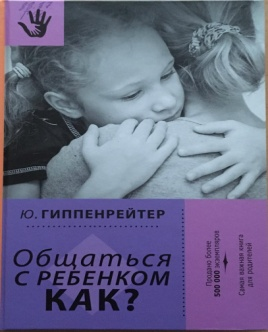 Ю. ГИППЕНРЕЙТЕР
Общаться
С РЕБЕНКОМ
КАК?
Продано более
500 000 экземпляров
Самая важная книга
для родителей